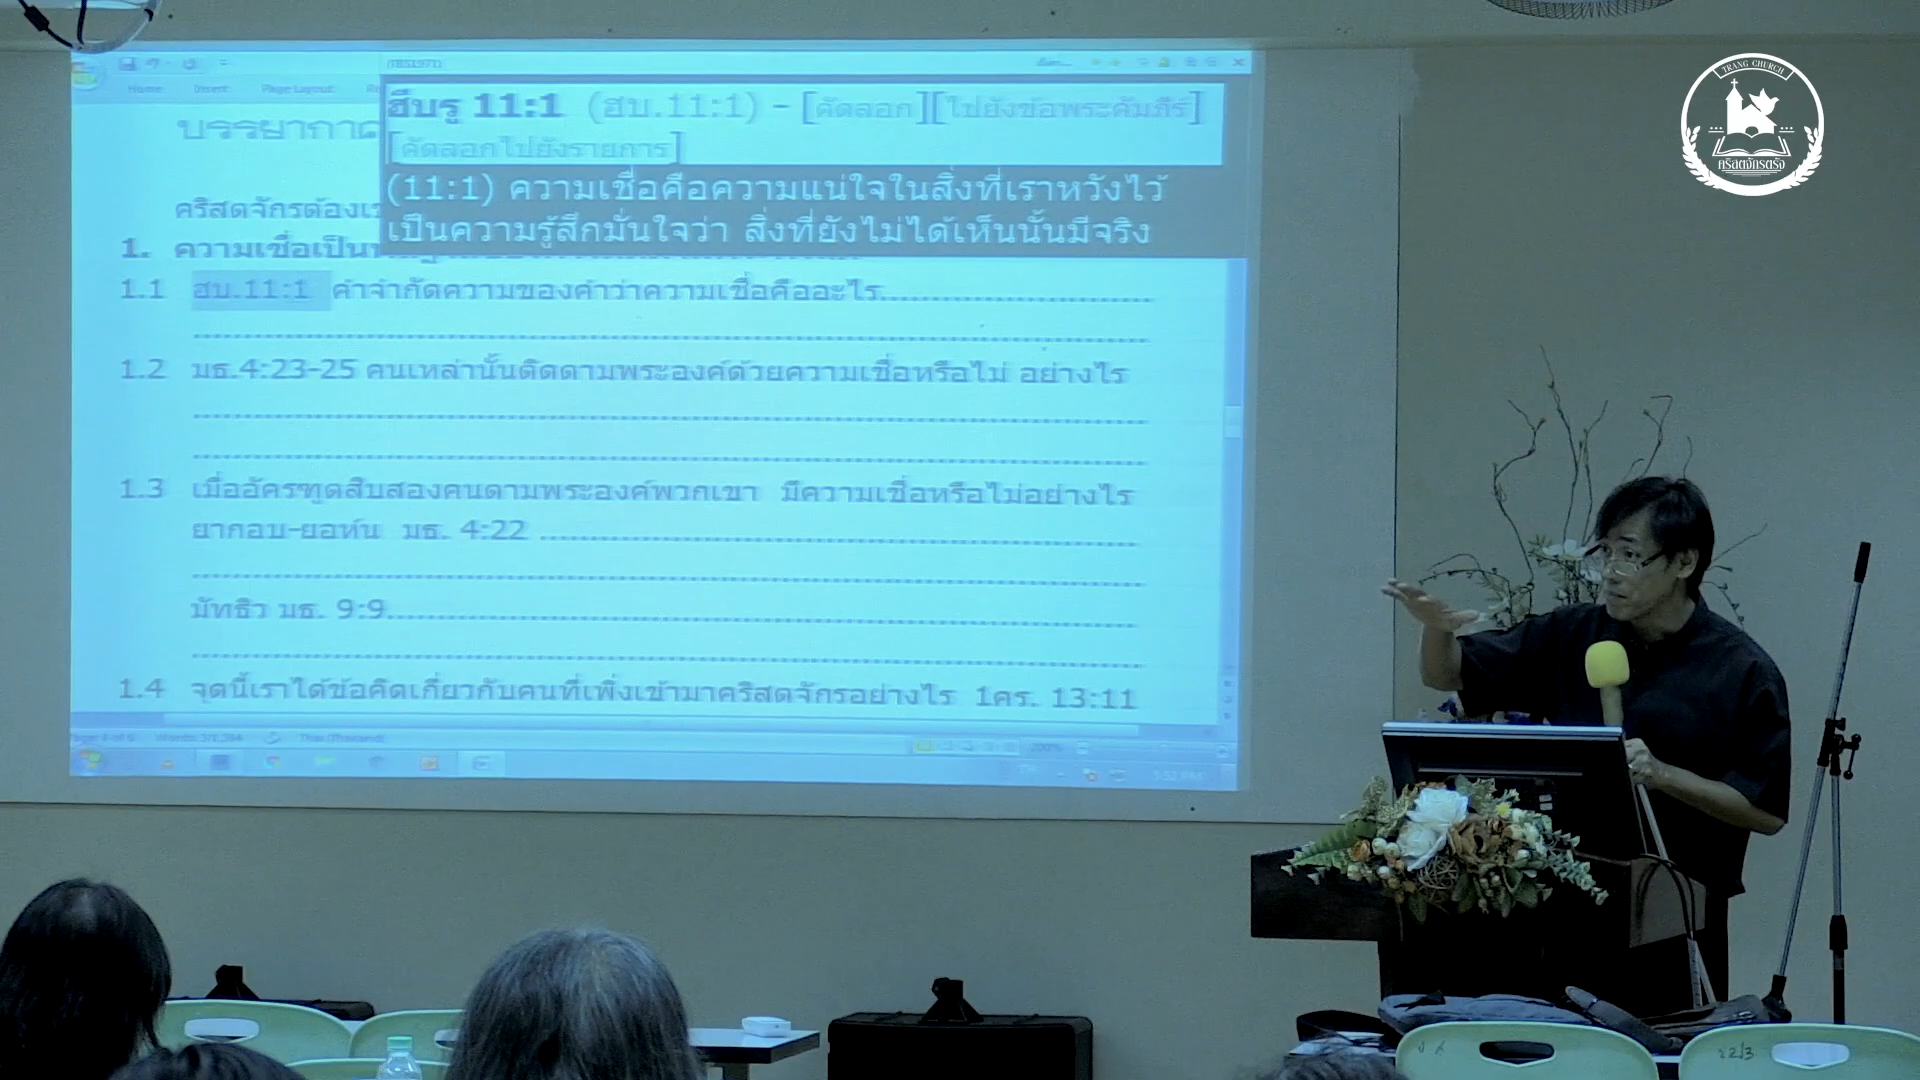 (TBS1971)
Home Insert Page Layout
ฮีบรู 11:1 (ฮบ.11:1) - [คัดลอก][ไปยังข้อพระคัมภีร์]
[คัดลอกไปยังรายการ]
(11:1) ความเชื่อคือความแน่ใจในสิ่งที่เราหวังไว้
เป็นความรู้สึกมั่นใจว่า สิ่งที่ยังไม่ได้เห็นนั้นมีจริง
บรรยากาศ
คริสตจักรต้อง
1. ความเชื่อเป็น
1.1 ฮบ.11:1 คำจำกัดความของคำว่าความเชื่อคืออะไร
1.2 มธ.4:23-25 คนเหล่านั้นติดตามพระองค์ด้วยความเชื่อหรือไม่ อย่างไร
1.3 เมื่ออัครฑูตสิบสองคนตามพระองค์พวกเขา มีความเชื่อหรือไม่อย่างไร
ยากอบ-ยอห์น มธ. 4:22
มัทธิว มธ. 9:9
1.4 จุดนี้เราได้ข้อคิดเกี่ยวกับคนที่เพิ่งเข้ามาคริสตจักรอย่างไร 1คร. 13:11
Thai (Thailand)
200%
5:52 PM
TRANG CHURCH
คริสตจักรตรัง